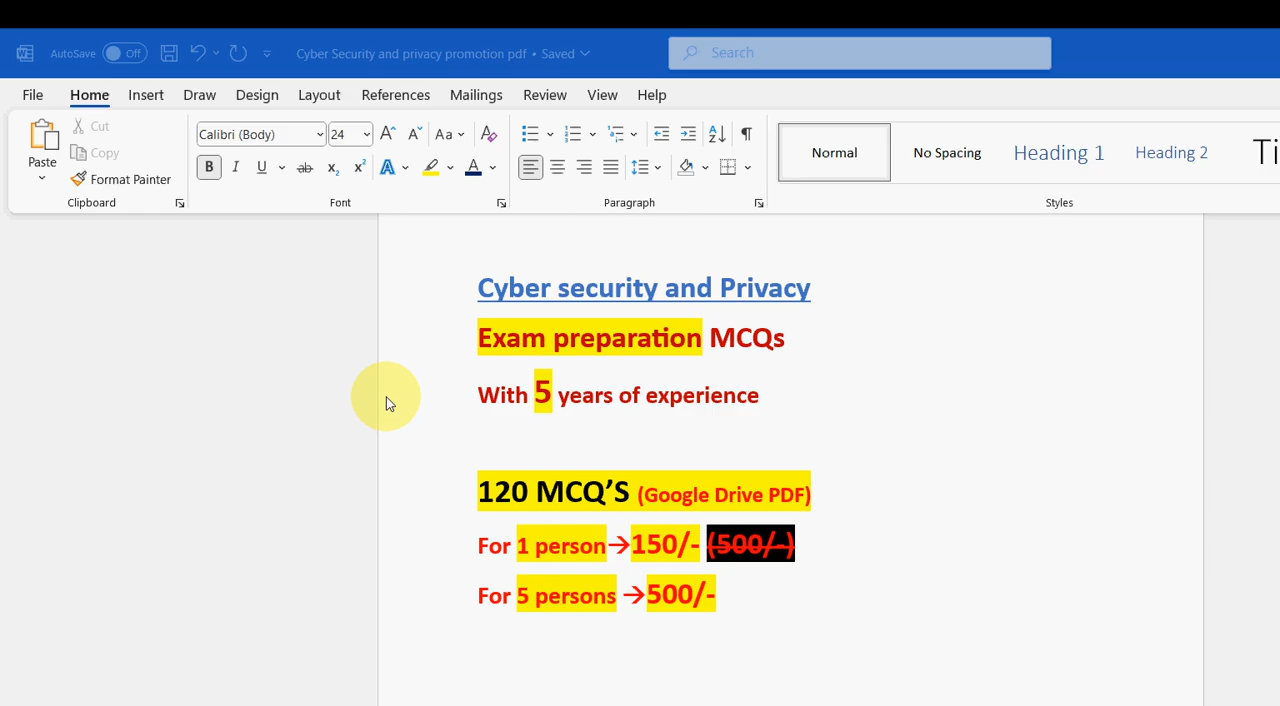 AutoSave Off Cyber Security and privacy promotion pdf • Saved Search
File Home Insert Draw Design Layout References Mailings Review View Help
Paste Cut Copy Format Painter Calibri (Body) 24 Aa Normal No Spacing Heading 1 Heading 2 Ti
Clipboard Font Paragraph Styles
Cyber security and Privacy
Exam preparation MCQs
With 5 years of experience
120 MCQ’S (Google Drive PDF)
For 1 person→150/- (500/-)
For 5 persons →500/-